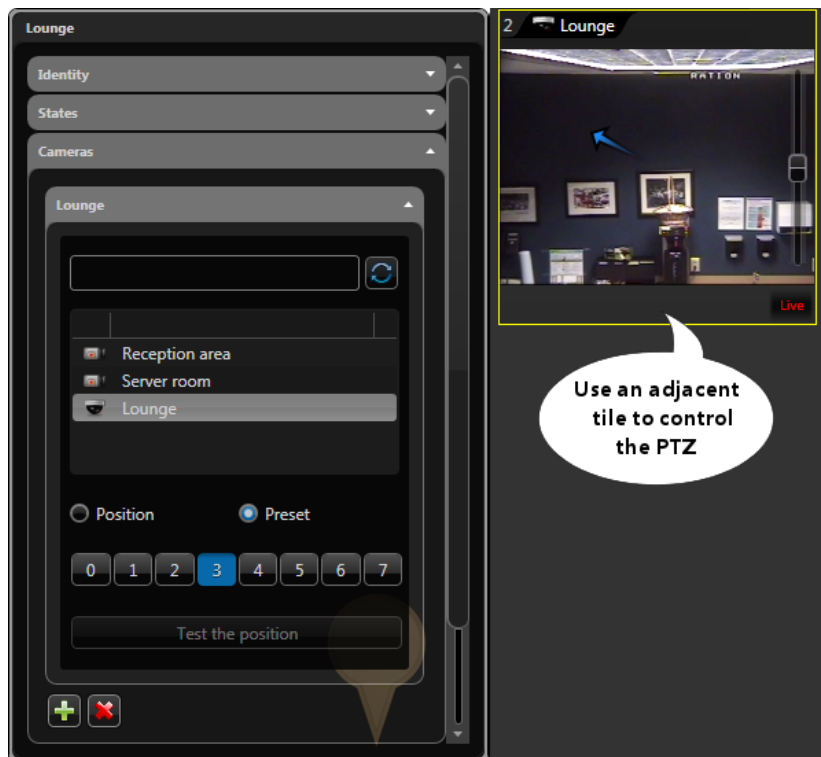 Lounge
Identity
States
Cameras
Lounge
Reception area
Server room
Lounge
Position
Preset
0 1 2 3 4 5 6 7
Test the position
2 Lounge
RATION
Live
Use an adjacent
tile to control
the PTZ